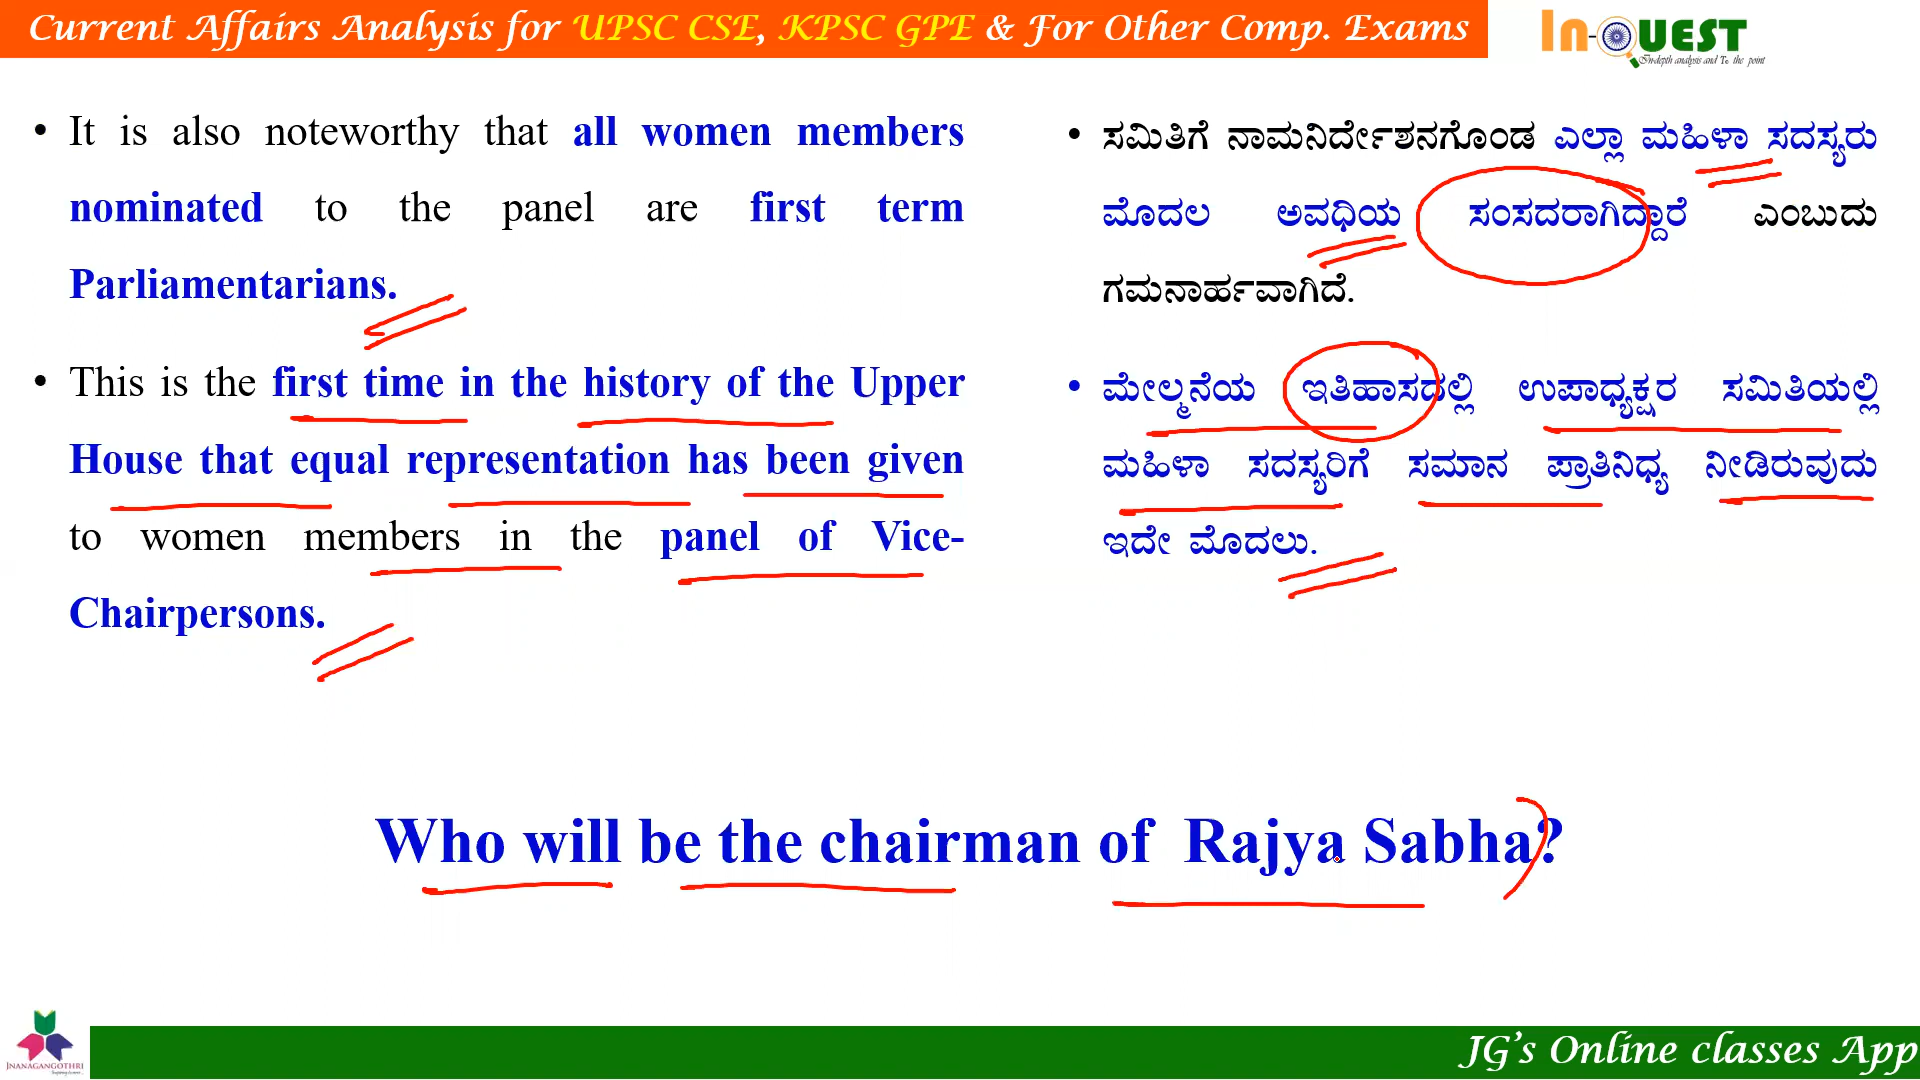 Current Affairs Analysis for UPSC CSE, KPSC GPE & For Other Comp. Exams
In-QUEST
In-depth analysis and To the point
• It is also noteworthy that all women members
nominated to the panel are first term
Parliamentarians.
• This is the first time in the history of the Upper
House that equal representation has been given
to women members in the panel of Vice-
Chairpersons.
• ಸಮಿತಿಗೆ ನಾಮನಿರ್ದೇಶನಗೊಂಡ ಎಲ್ಲಾ ಮಹಿಳಾ ಸದಸ್ಯರು
ಮೊದಲ ಅವಧಿಯ ಸಂಸದರಾಗಿದ್ದಾರೆ ಎಂಬುದು
ಗಮನಾರ್ಹವಾಗಿದೆ.
• ಮೇಲ್ಮನೆಯ ಇತಿಹಾಸದಲ್ಲಿ ಉಪಾಧ್ಯಕ್ಷರ ಸಮಿತಿಯಲ್ಲಿ
ಮಹಿಳಾ ಸದಸ್ಯರಿಗೆ ಸಮಾನ ಪ್ರಾತಿನಿಧ್ಯ ನೀಡಿರುವುದು
ಇದೇ ಮೊದಲು.
Who will be the chairman of Rajya Sabha?
JNANAGANGOTHRI
JG's Online classes App